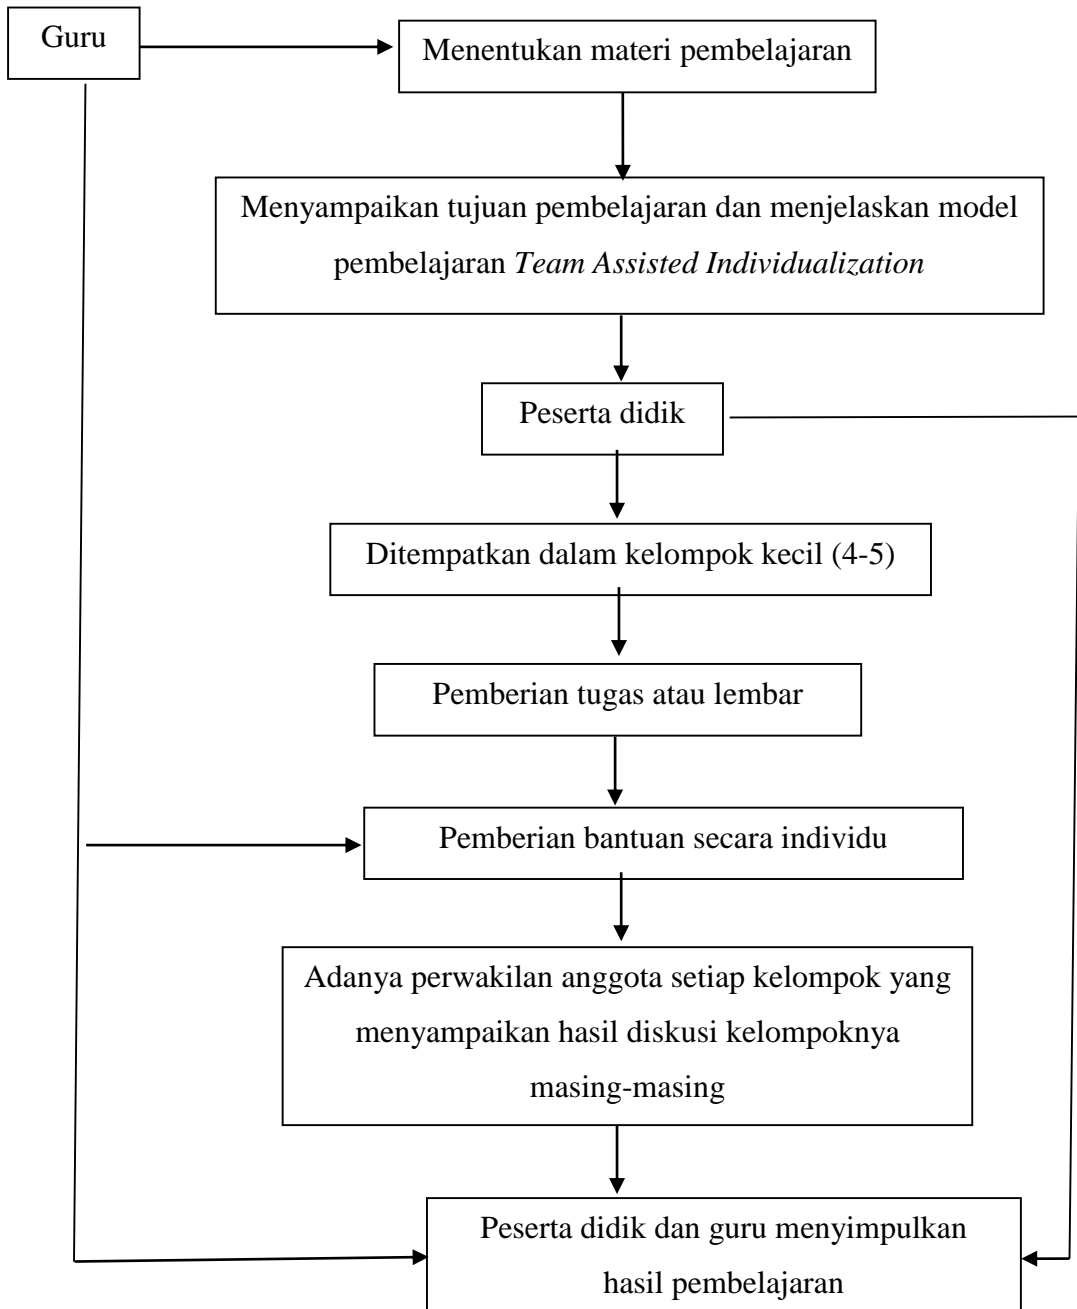 Guru
Menentukan materi pembelajaran
Menyampaikan tujuan pembelajaran dan menjelaskan model
pembelajaran Team Assisted Individualization
Peserta didik
Ditempatkan dalam kelompok kecil (4-5)
Pemberian tugas atau lembar
Pemberian bantuan secara individu
Adanya perwakilan anggota setiap kelompok yang
menyampaikan hasil diskusi kelompoknya
masing-masing
Peserta didik dan guru menyimpulkan
hasil pembelajaran